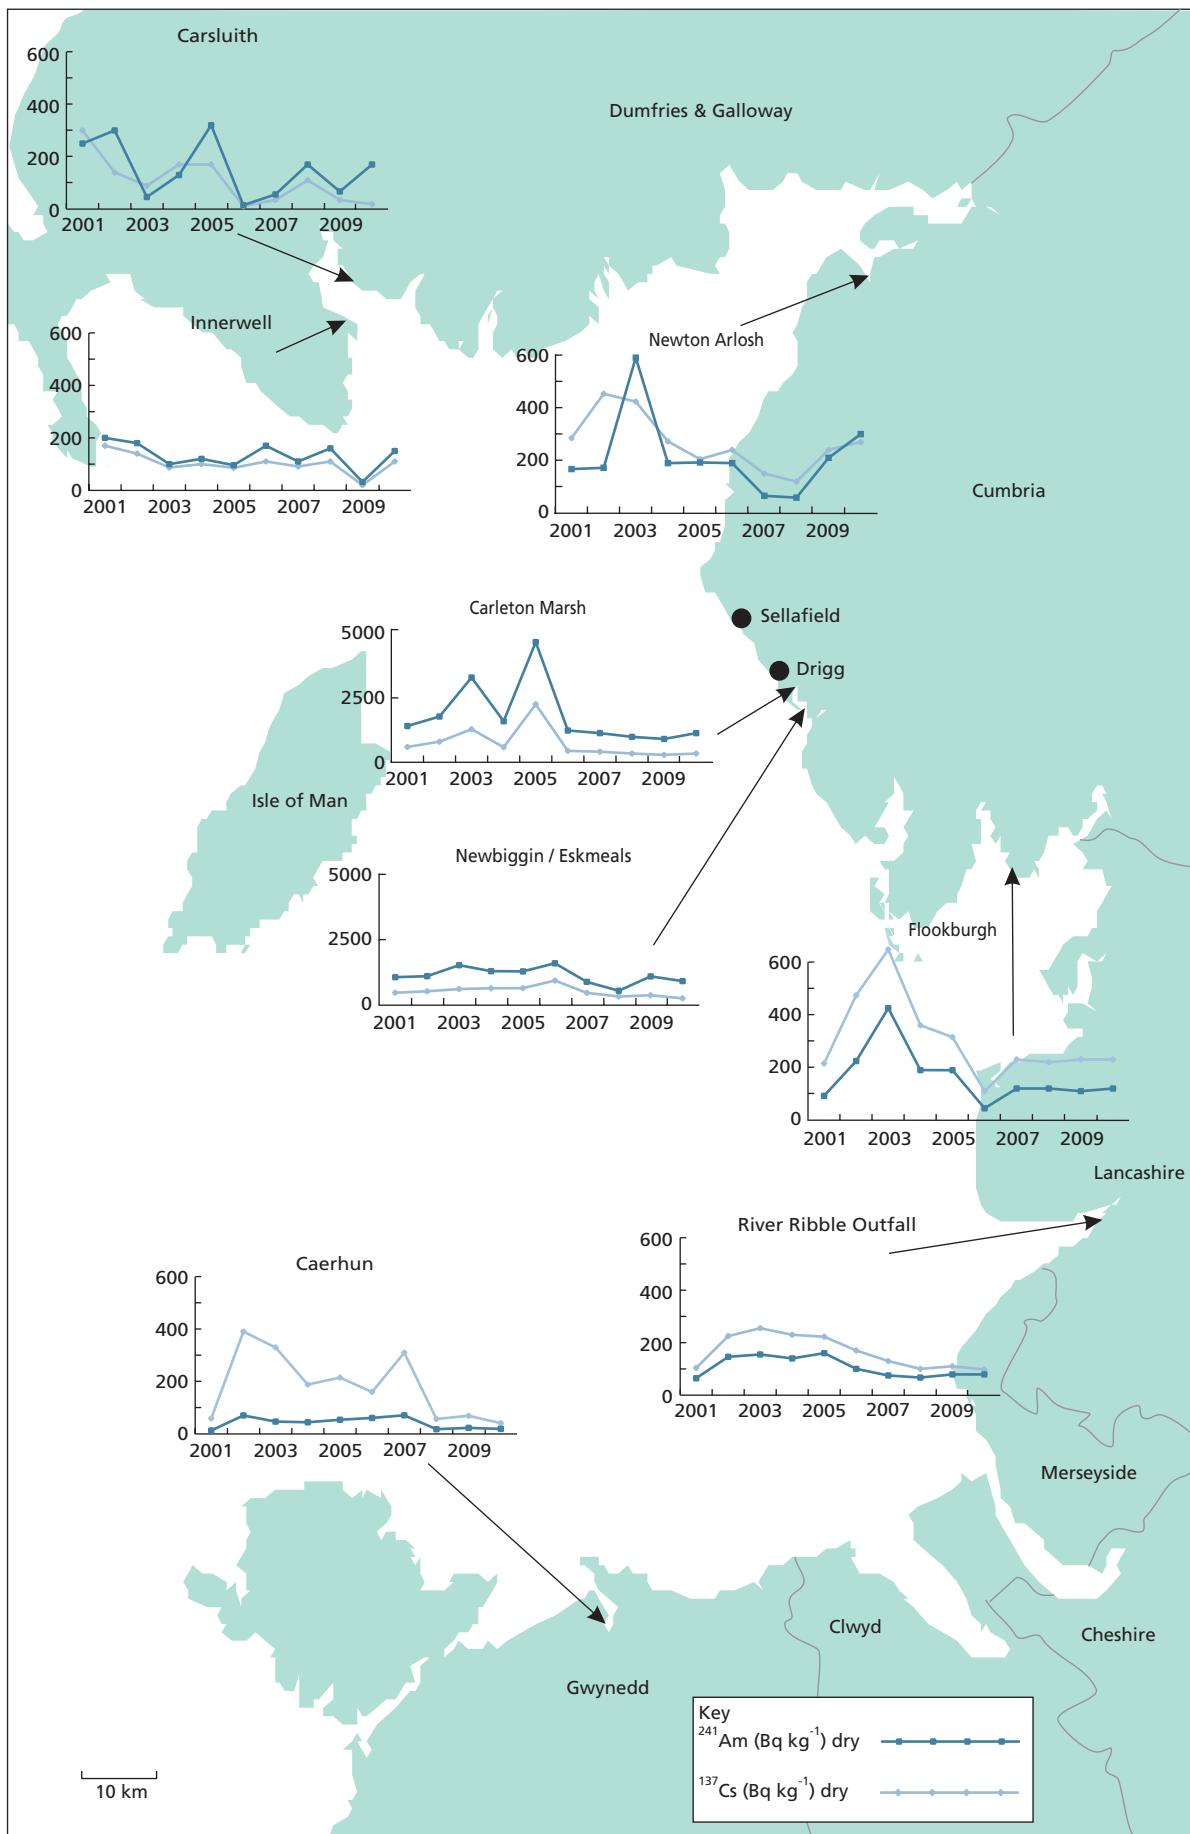 Carsluith
600
400
200
0
2001 2003 2005 2007 2009
Dumfries & Galloway
Innerwell
600
400
200
0
2001 2003 2005 2007 2009
Newton Arlosh
600
400
200
0
2001 2003 2005 2007 2009
Cumbria
Sellafield
Drigg
Carleton Marsh
5000
2500
0
2001 2003 2005 2007 2009
Isle of Man
Newbiggin / Eskmeals
5000
2500
0
2001 2003 2005 2007 2009
Flookburgh
600
400
200
0
2001 2003 2005 2007 2009
Lancashire
River Ribble Outfall
600
400
200
0
2001 2003 2005 2007 2009
Caerhun
600
400
200
0
2001 2003 2005 2007 2009
Merseyside
Clwyd
Cheshire
Gwynedd
Key
²⁴¹Am (Bq kg⁻¹) dry
¹³⁷Cs (Bq kg⁻¹) dry
10 km